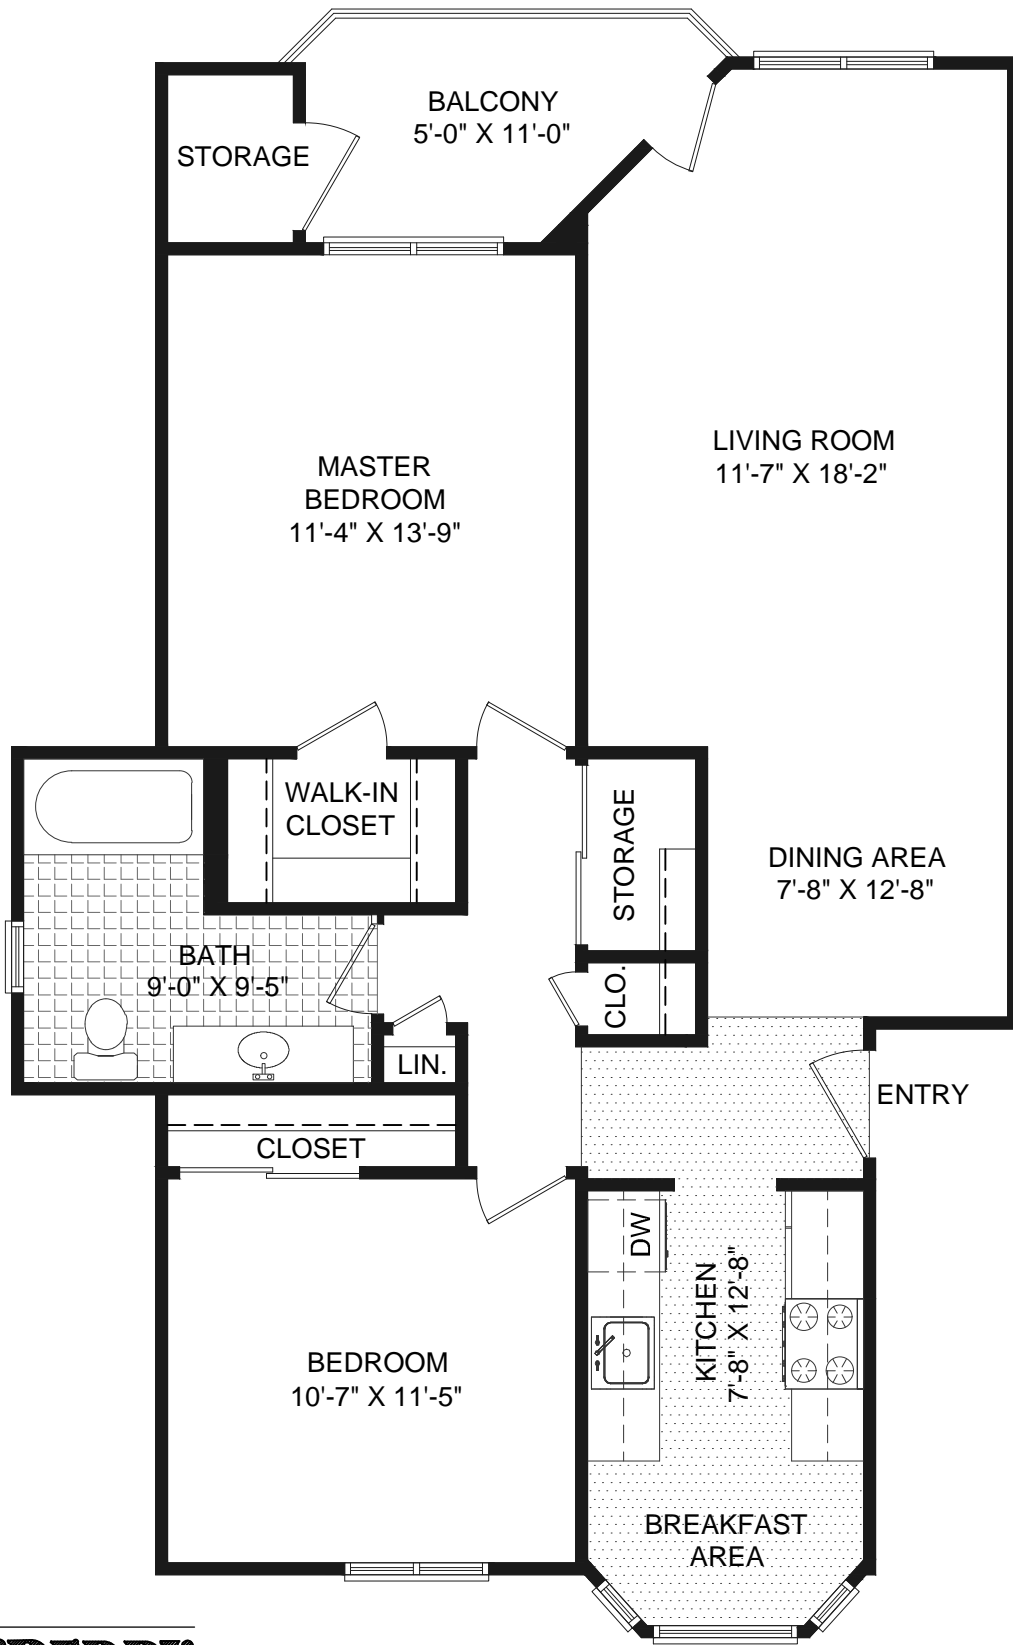 BALCONY
5'-0" X 11'-0"
STORAGE
LIVING ROOM
11'-7" X 18'-2"
MASTER
BEDROOM
11'-4" X 13'-9"
WALK-IN
CLOSET
STORAGE
DINING AREA
7'-8" X 12'-8"
BATH
9'-0" X 9'-5"
CLO.
LIN.
ENTRY
CLOSET
DW
KITCHEN
7'-8" X 12'-8"
BEDROOM
10'-7" X 11'-5"
BREAKFAST
AREA